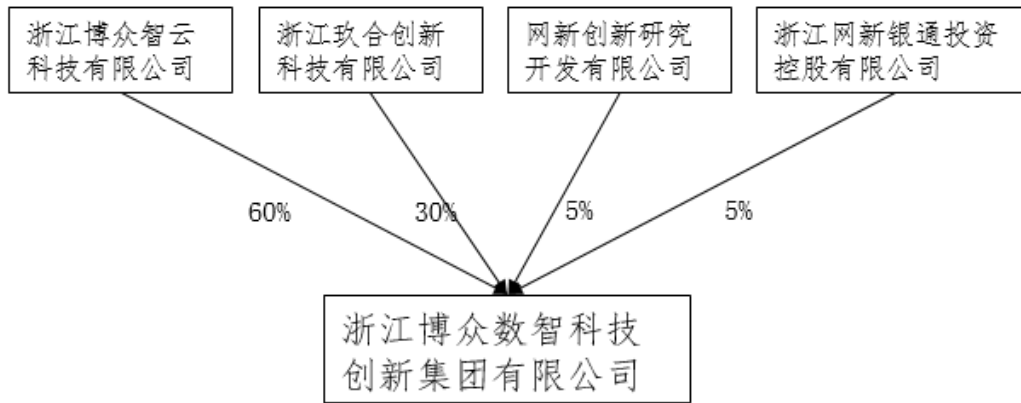 浙江博众智云
科技有限公司
浙江玖合创新
科技有限公司
网新创新研究
开发有限公司
浙江网新银通投资
控股有限公司
60%
30%
5%
5%
浙江博众数智科技
创新集团有限公司